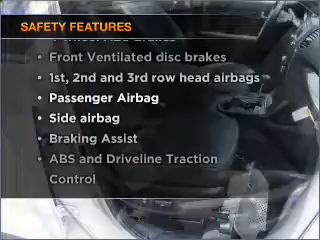 SAFETY FEATURES
• Front Ventilated disc brakes
• 1st, 2nd and 3rd row head airbags
• Passenger Airbag
• Side airbag
• Braking Assist
• ABS and Driveline Traction
Control